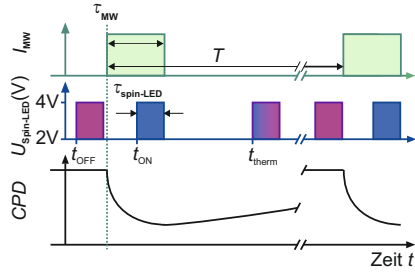 τMW
IMW
T
USpin-LED(V)
4V
2V
τspin-LED
tOFF
tON
ttherm
CPD
Zeit t